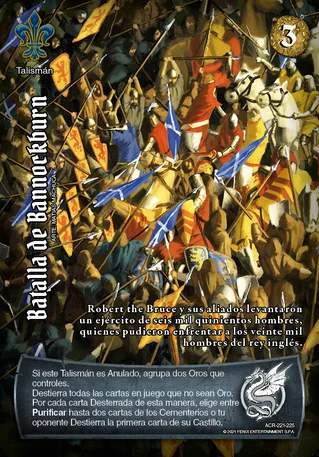 3
Talismán
Batalla de Bannockburn
ARTE: MATÍAS MACHUCA
Robert the Bruce y sus aliados levantaron
un ejército de seis mil quinientos hombres,
quienes pudieron enfrentar a los veinte mil
hombres del rey inglés.
Si este Talismán es Anulado, agrupa dos Oros que
controles.
Destierra todas las cartas en juego que no sean Oro.
Por cada carta Desterrada de esta manera, elige entre
Purificar hasta dos cartas de los Cementerios o tu
oponente Destierra la primera carta de su Castillo.
ACR-221-225
© 2021 FENIX ENTERTAINMENT S.P.A.